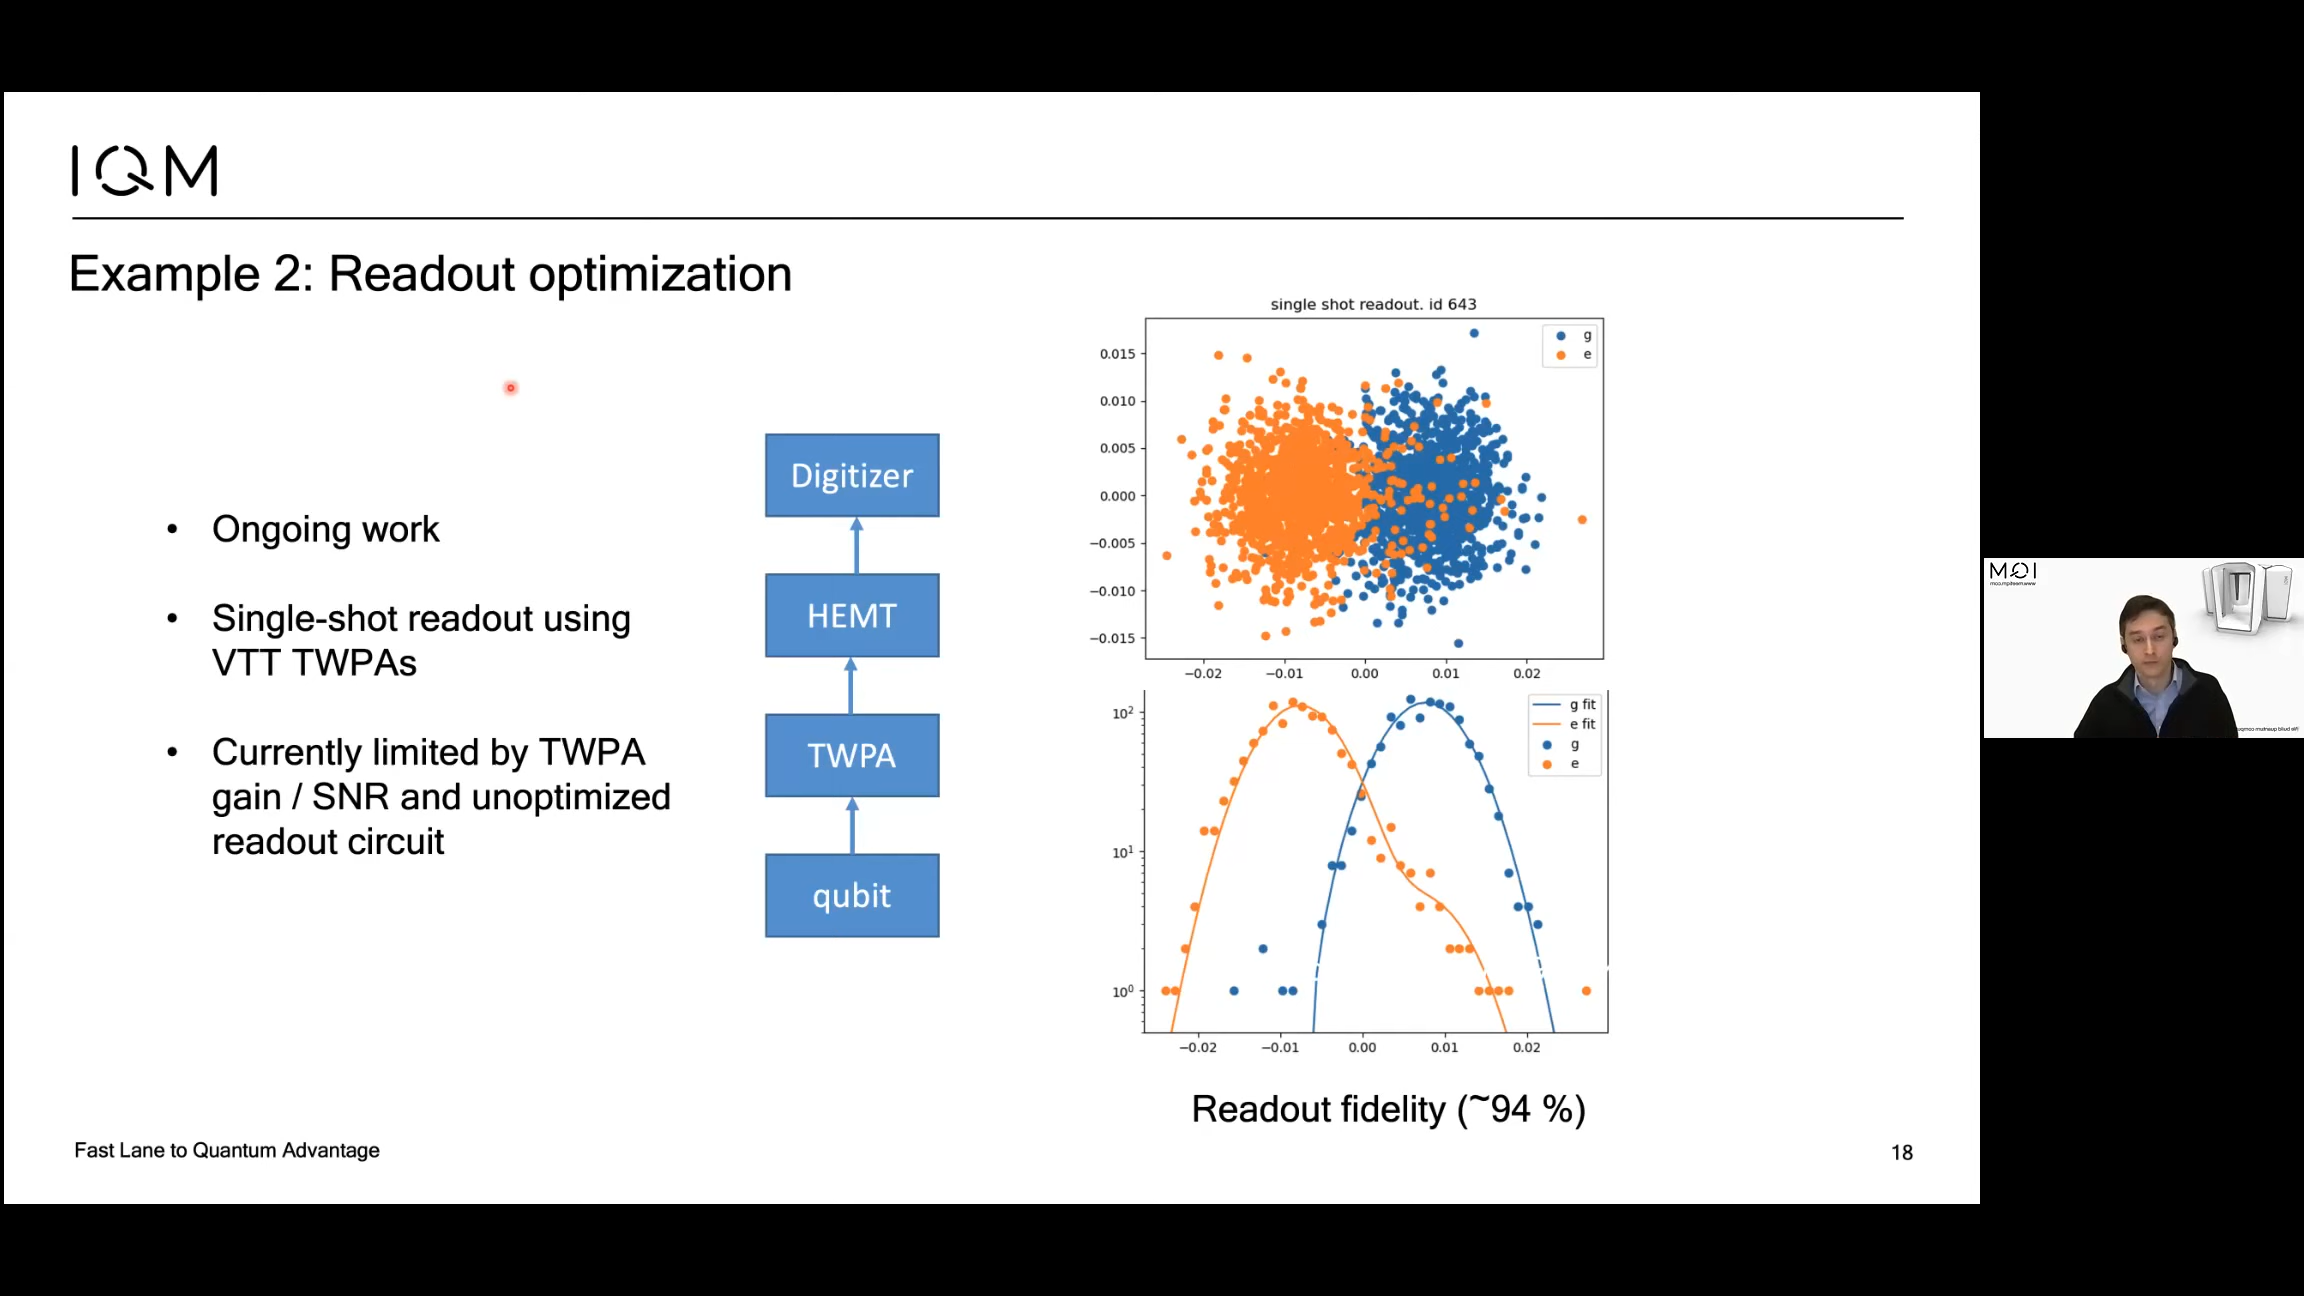 IQM
Example 2: Readout optimization
• Ongoing work
• Single-shot readout using
VTT TWPAs
• Currently limited by TWPA
gain / SNR and unoptimized
readout circuit
Digitizer
HEMT
TWPA
qubit
single shot readout. id 643
g
e
0.015
0.010
0.005
0.000
−0.005
−0.010
−0.015
−0.02 −0.01 0.00 0.01 0.02
g fit
e fit
g
e
10²
10¹
10⁰
−0.02 −0.01 0.00 0.01 0.02
Readout fidelity (~94 %)
Fast Lane to Quantum Advantage
18